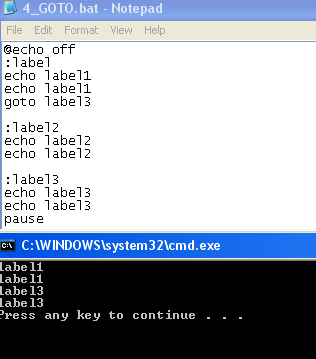 4_GOTO.bat - Notepad
File Edit Format View Help
@echo off
:label
echo label1
echo label1
goto label3
:label2
echo label2
echo label2
:label3
echo label3
echo label3
pause
C:\WINDOWS\system32\cmd.exe
label1
label1
label3
label3
Press any key to continue . . .